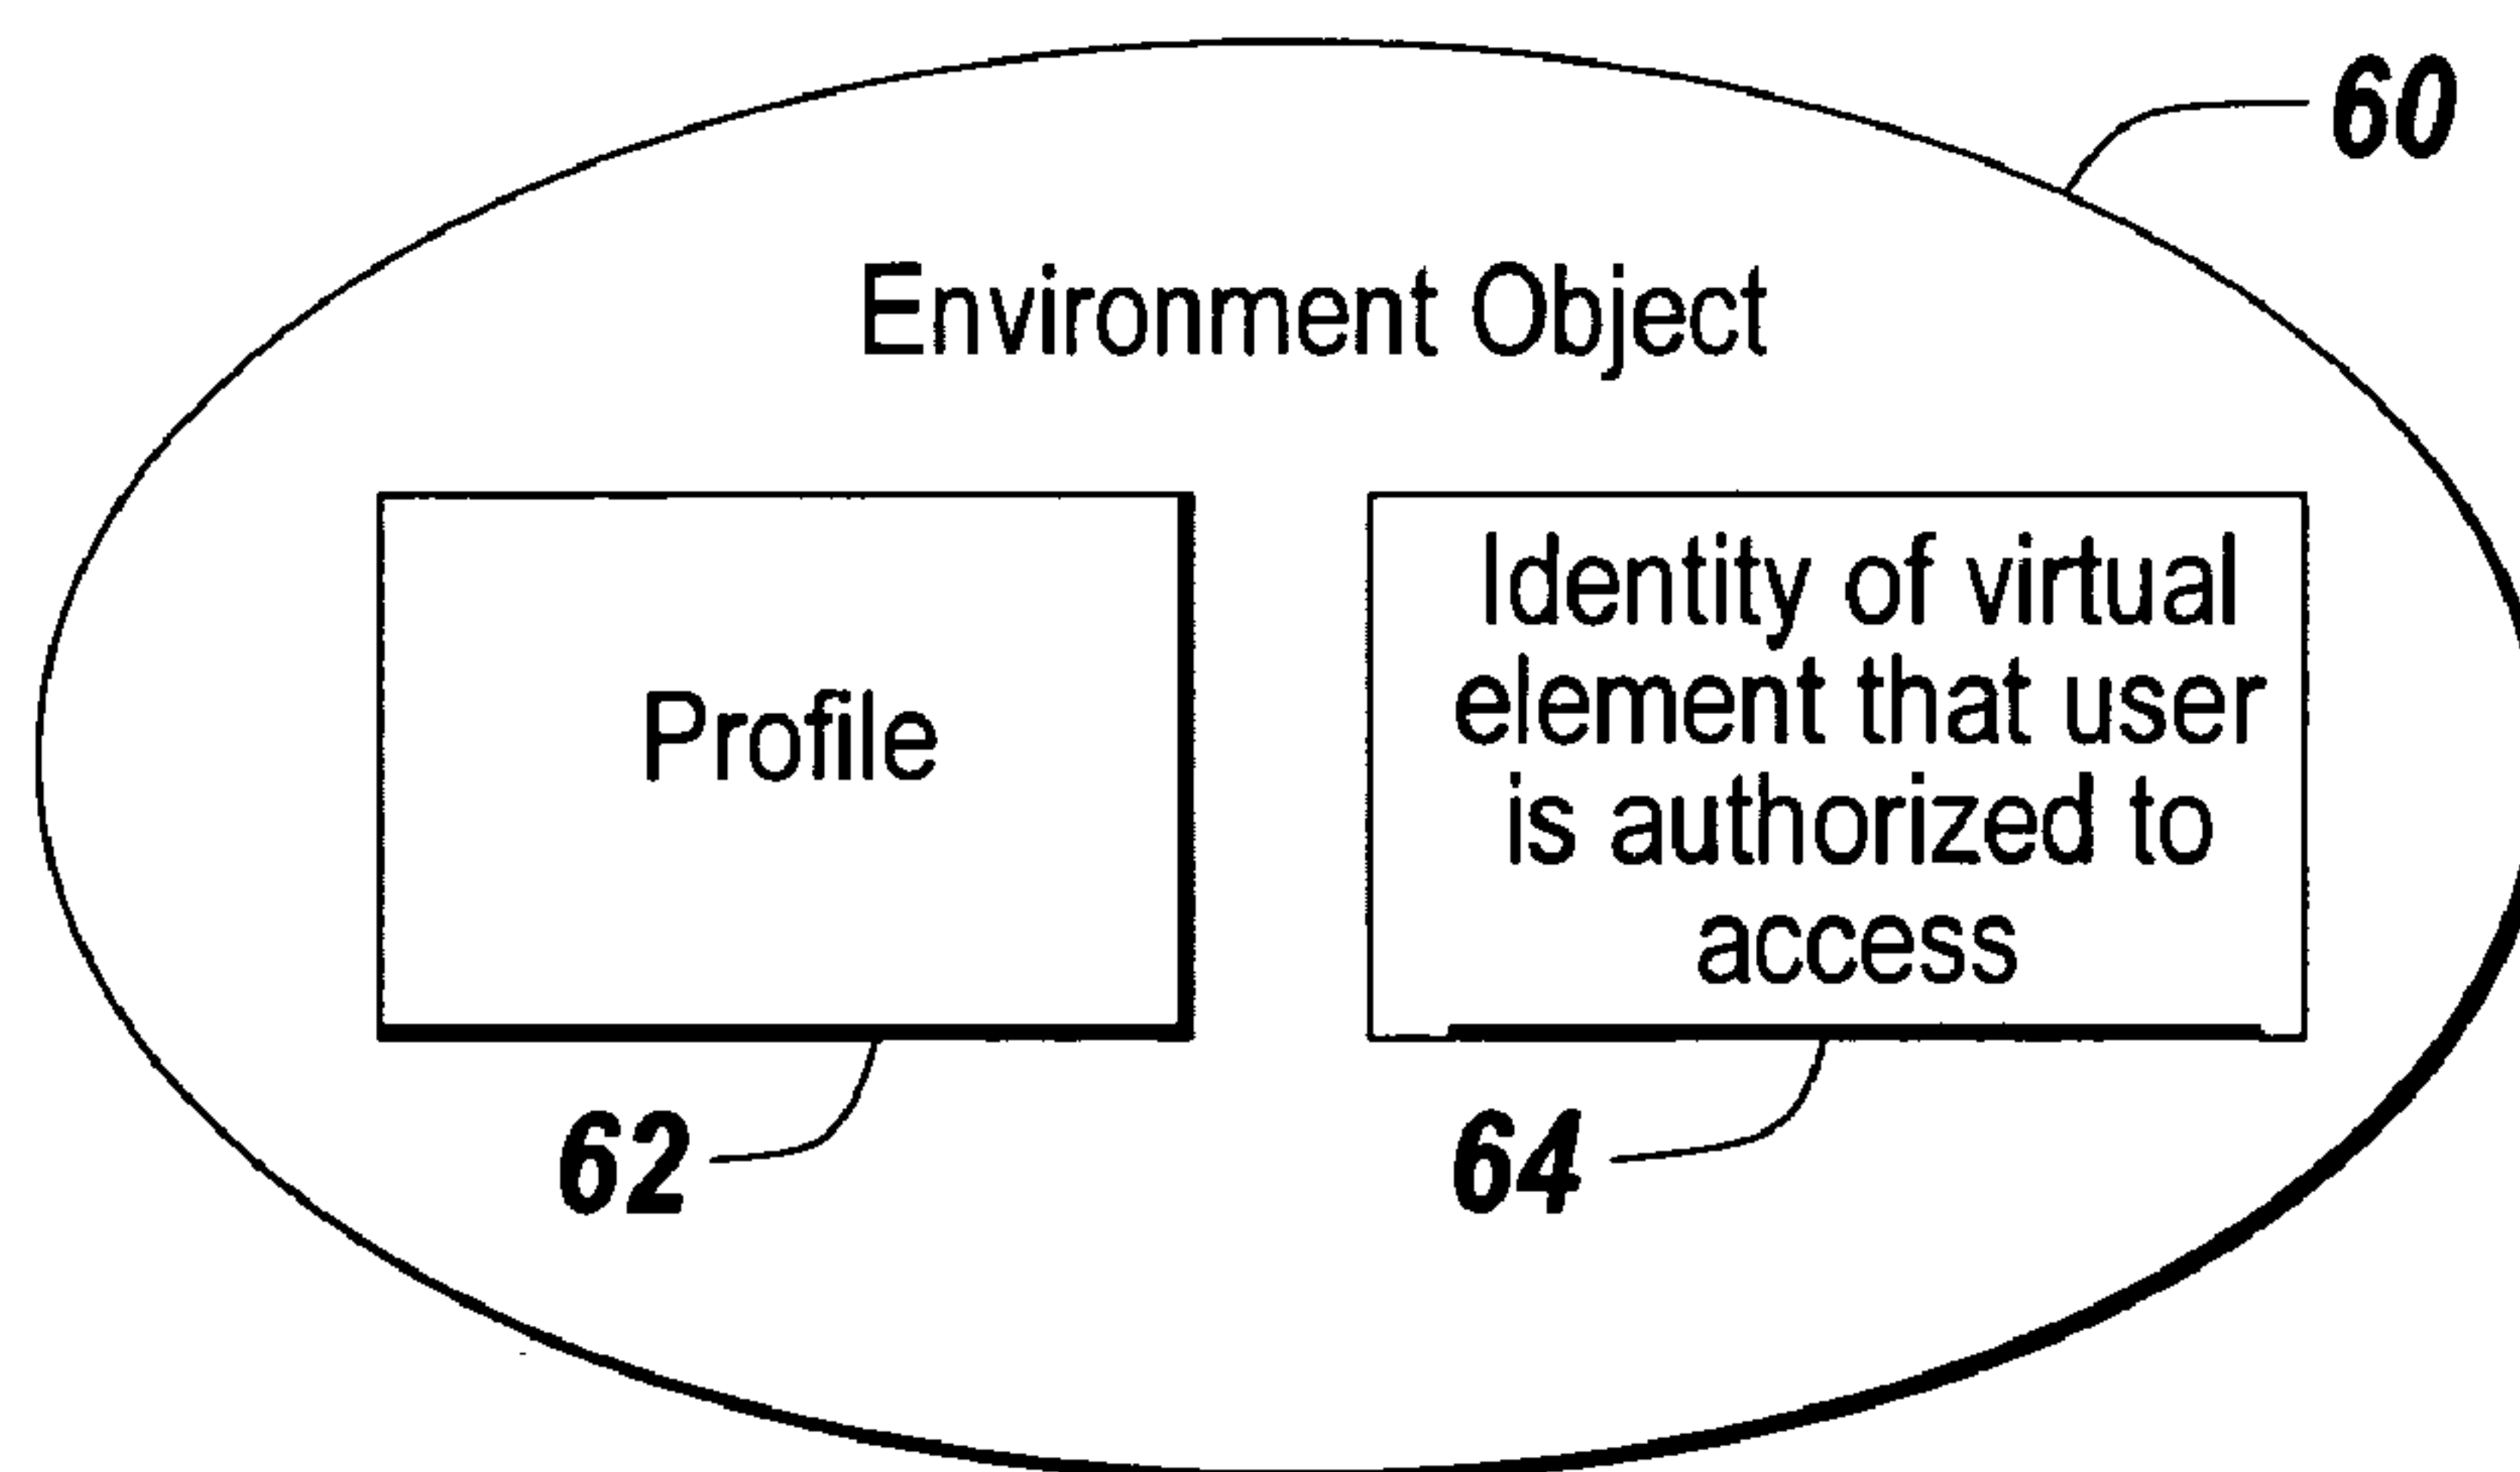 60
Environment Object
Profile
Identity of virtual
element that user
is authorized to
access
62
64